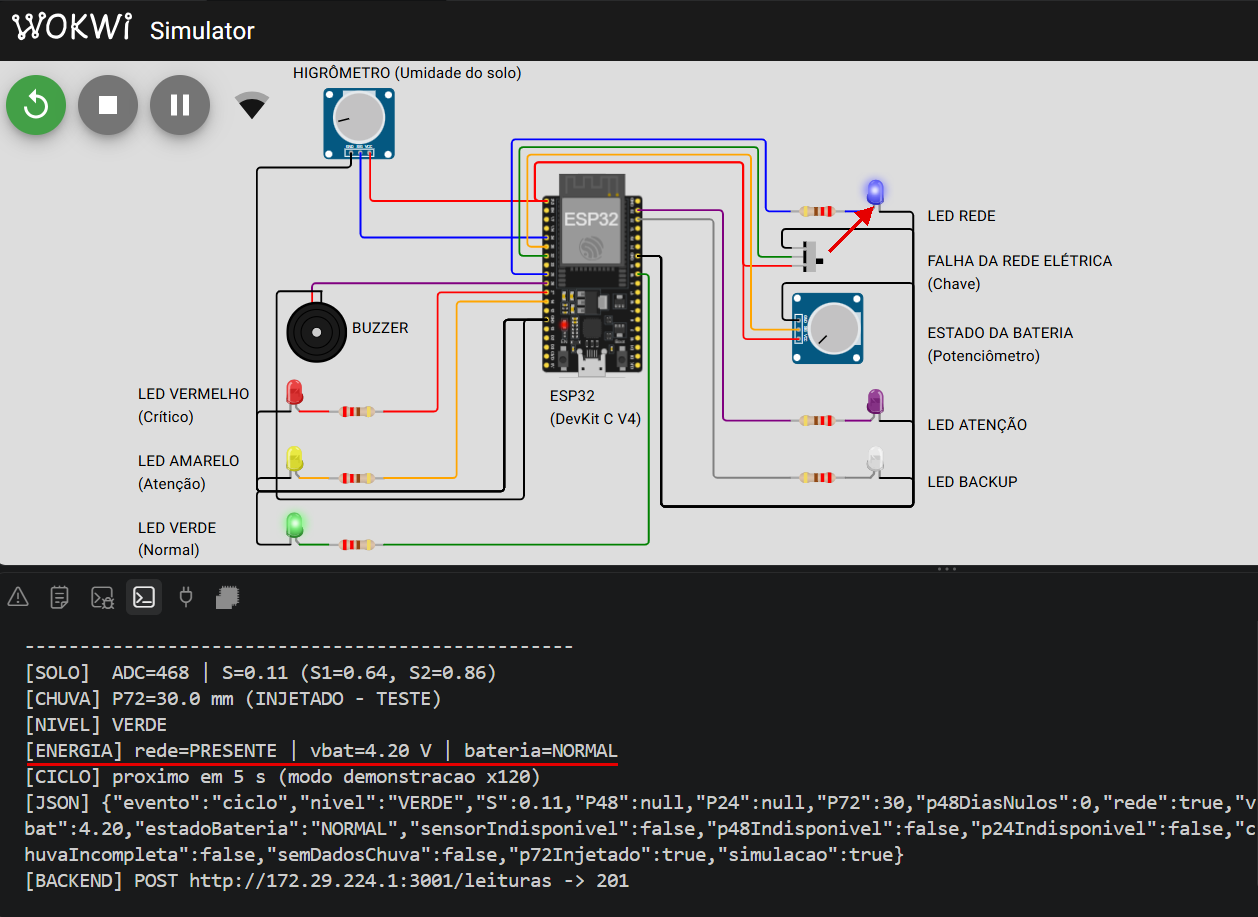 WOKWi Simulator
HIGRÔMETRO (Umidade do solo)
GND SIG VCC
ESP32
LED REDE
FALHA DA REDE ELÉTRICA
(Chave)
ESTADO DA BATERIA
(Potenciômetro)
BUZZER
LED VERMELHO
(Crítico)
ESP32
(DevKit C V4)
LED ATENÇÃO
LED AMARELO
(Atenção)
LED BACKUP
LED VERDE
(Normal)
-------------------------------------------------
[SOLO]  ADC=468 | S=0.11 (S1=0.64, S2=0.86)
[CHUVA] P72=30.0 mm (INJETADO - TESTE)
[NIVEL] VERDE
[ENERGIA] rede=PRESENTE | vbat=4.20 V | bateria=NORMAL
[CICLO] proximo em 5 s (modo demonstracao x120)
[JSON] {"evento":"ciclo","nivel":"VERDE","S":0.11,"P48":null,"P24":null,"P72":30,"p48DiasNulos":0,"rede":true,"v
bat":4.20,"estadoBateria":"NORMAL","sensorIndisponivel":false,"p48Indisponivel":false,"p24Indisponivel":false,"c
huvaIncompleta":false,"semDadosChuva":false,"p72Injetado":true,"simulacao":true}
[BACKEND] POST http://172.29.224.1:3001/leituras -> 201